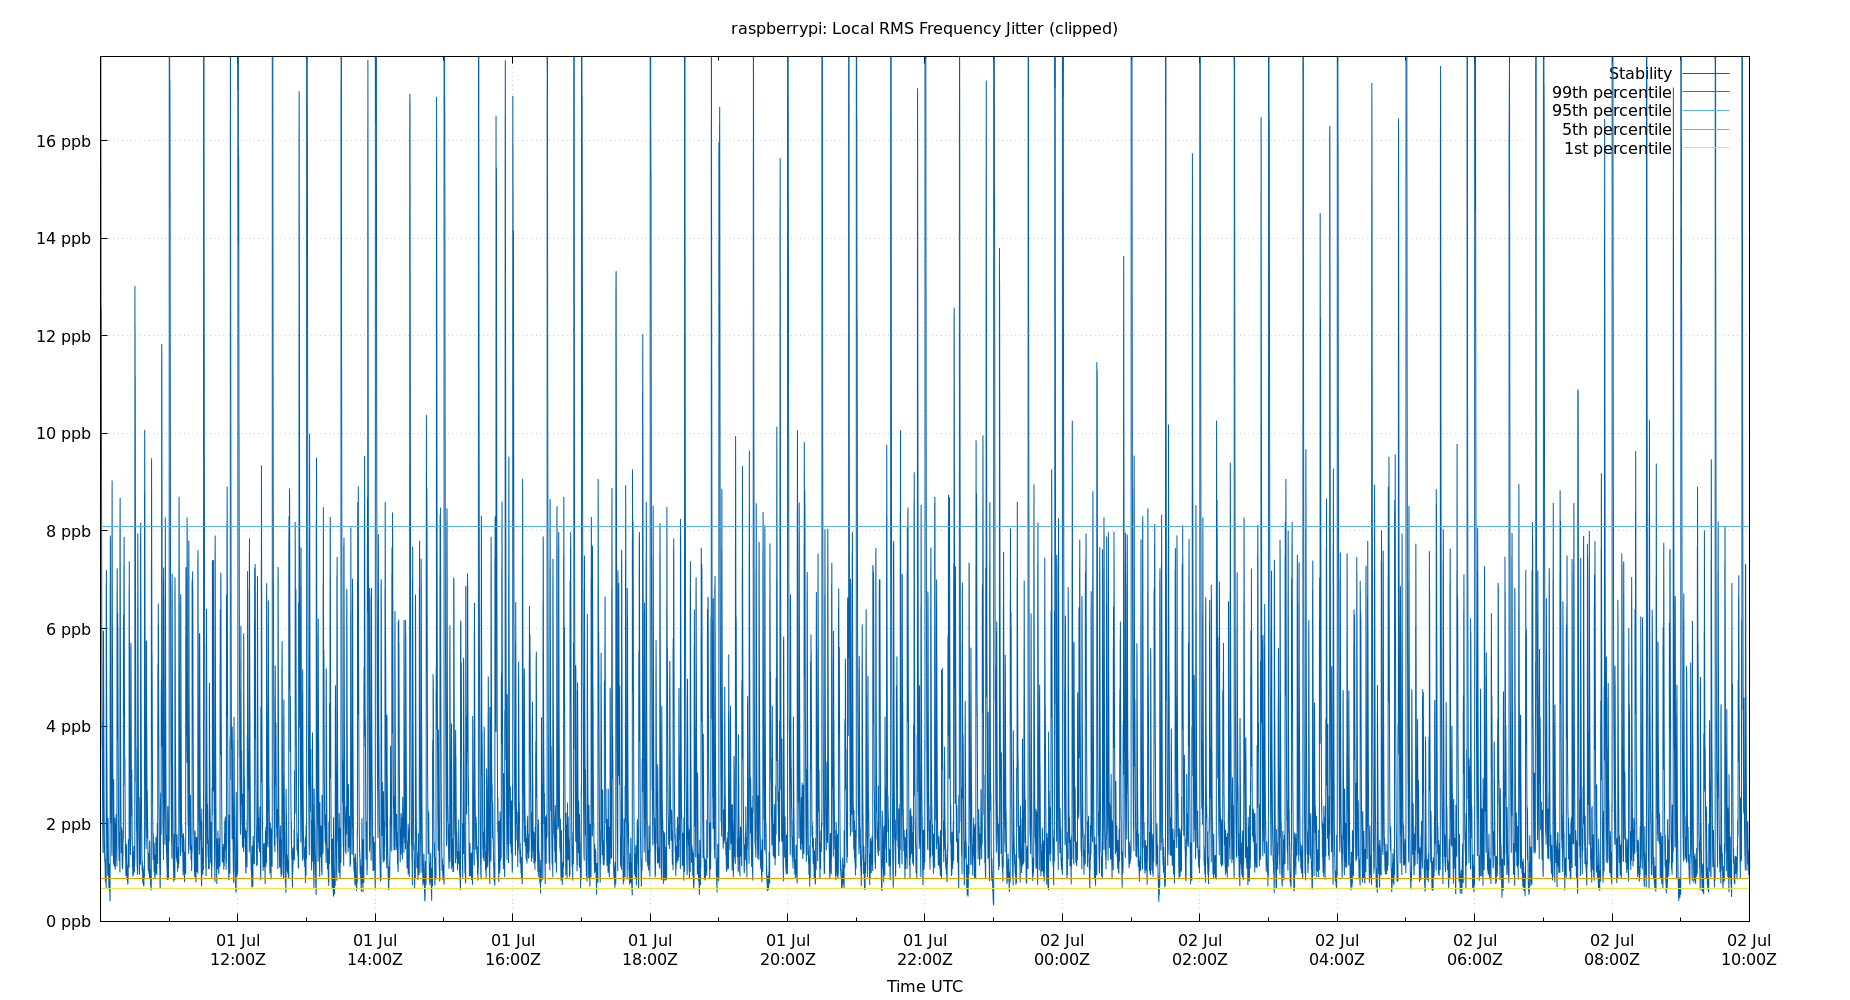 raspberrypi: Local RMS Frequency Jitter (clipped)
Stability
99th percentile
95th percentile
5th percentile
1st percentile
16 ppb
14 ppb
12 ppb
10 ppb
8 ppb
6 ppb
4 ppb
2 ppb
0 ppb
01 Jul 01 Jul 01 Jul 01 Jul 01 Jul 01 Jul 02 Jul 02 Jul 02 Jul 02 Jul 02 Jul 02 Jul
12:00Z 14:00Z 16:00Z 18:00Z 20:00Z 22:00Z 00:00Z 02:00Z 04:00Z 06:00Z 08:00Z 10:00Z
Time UTC